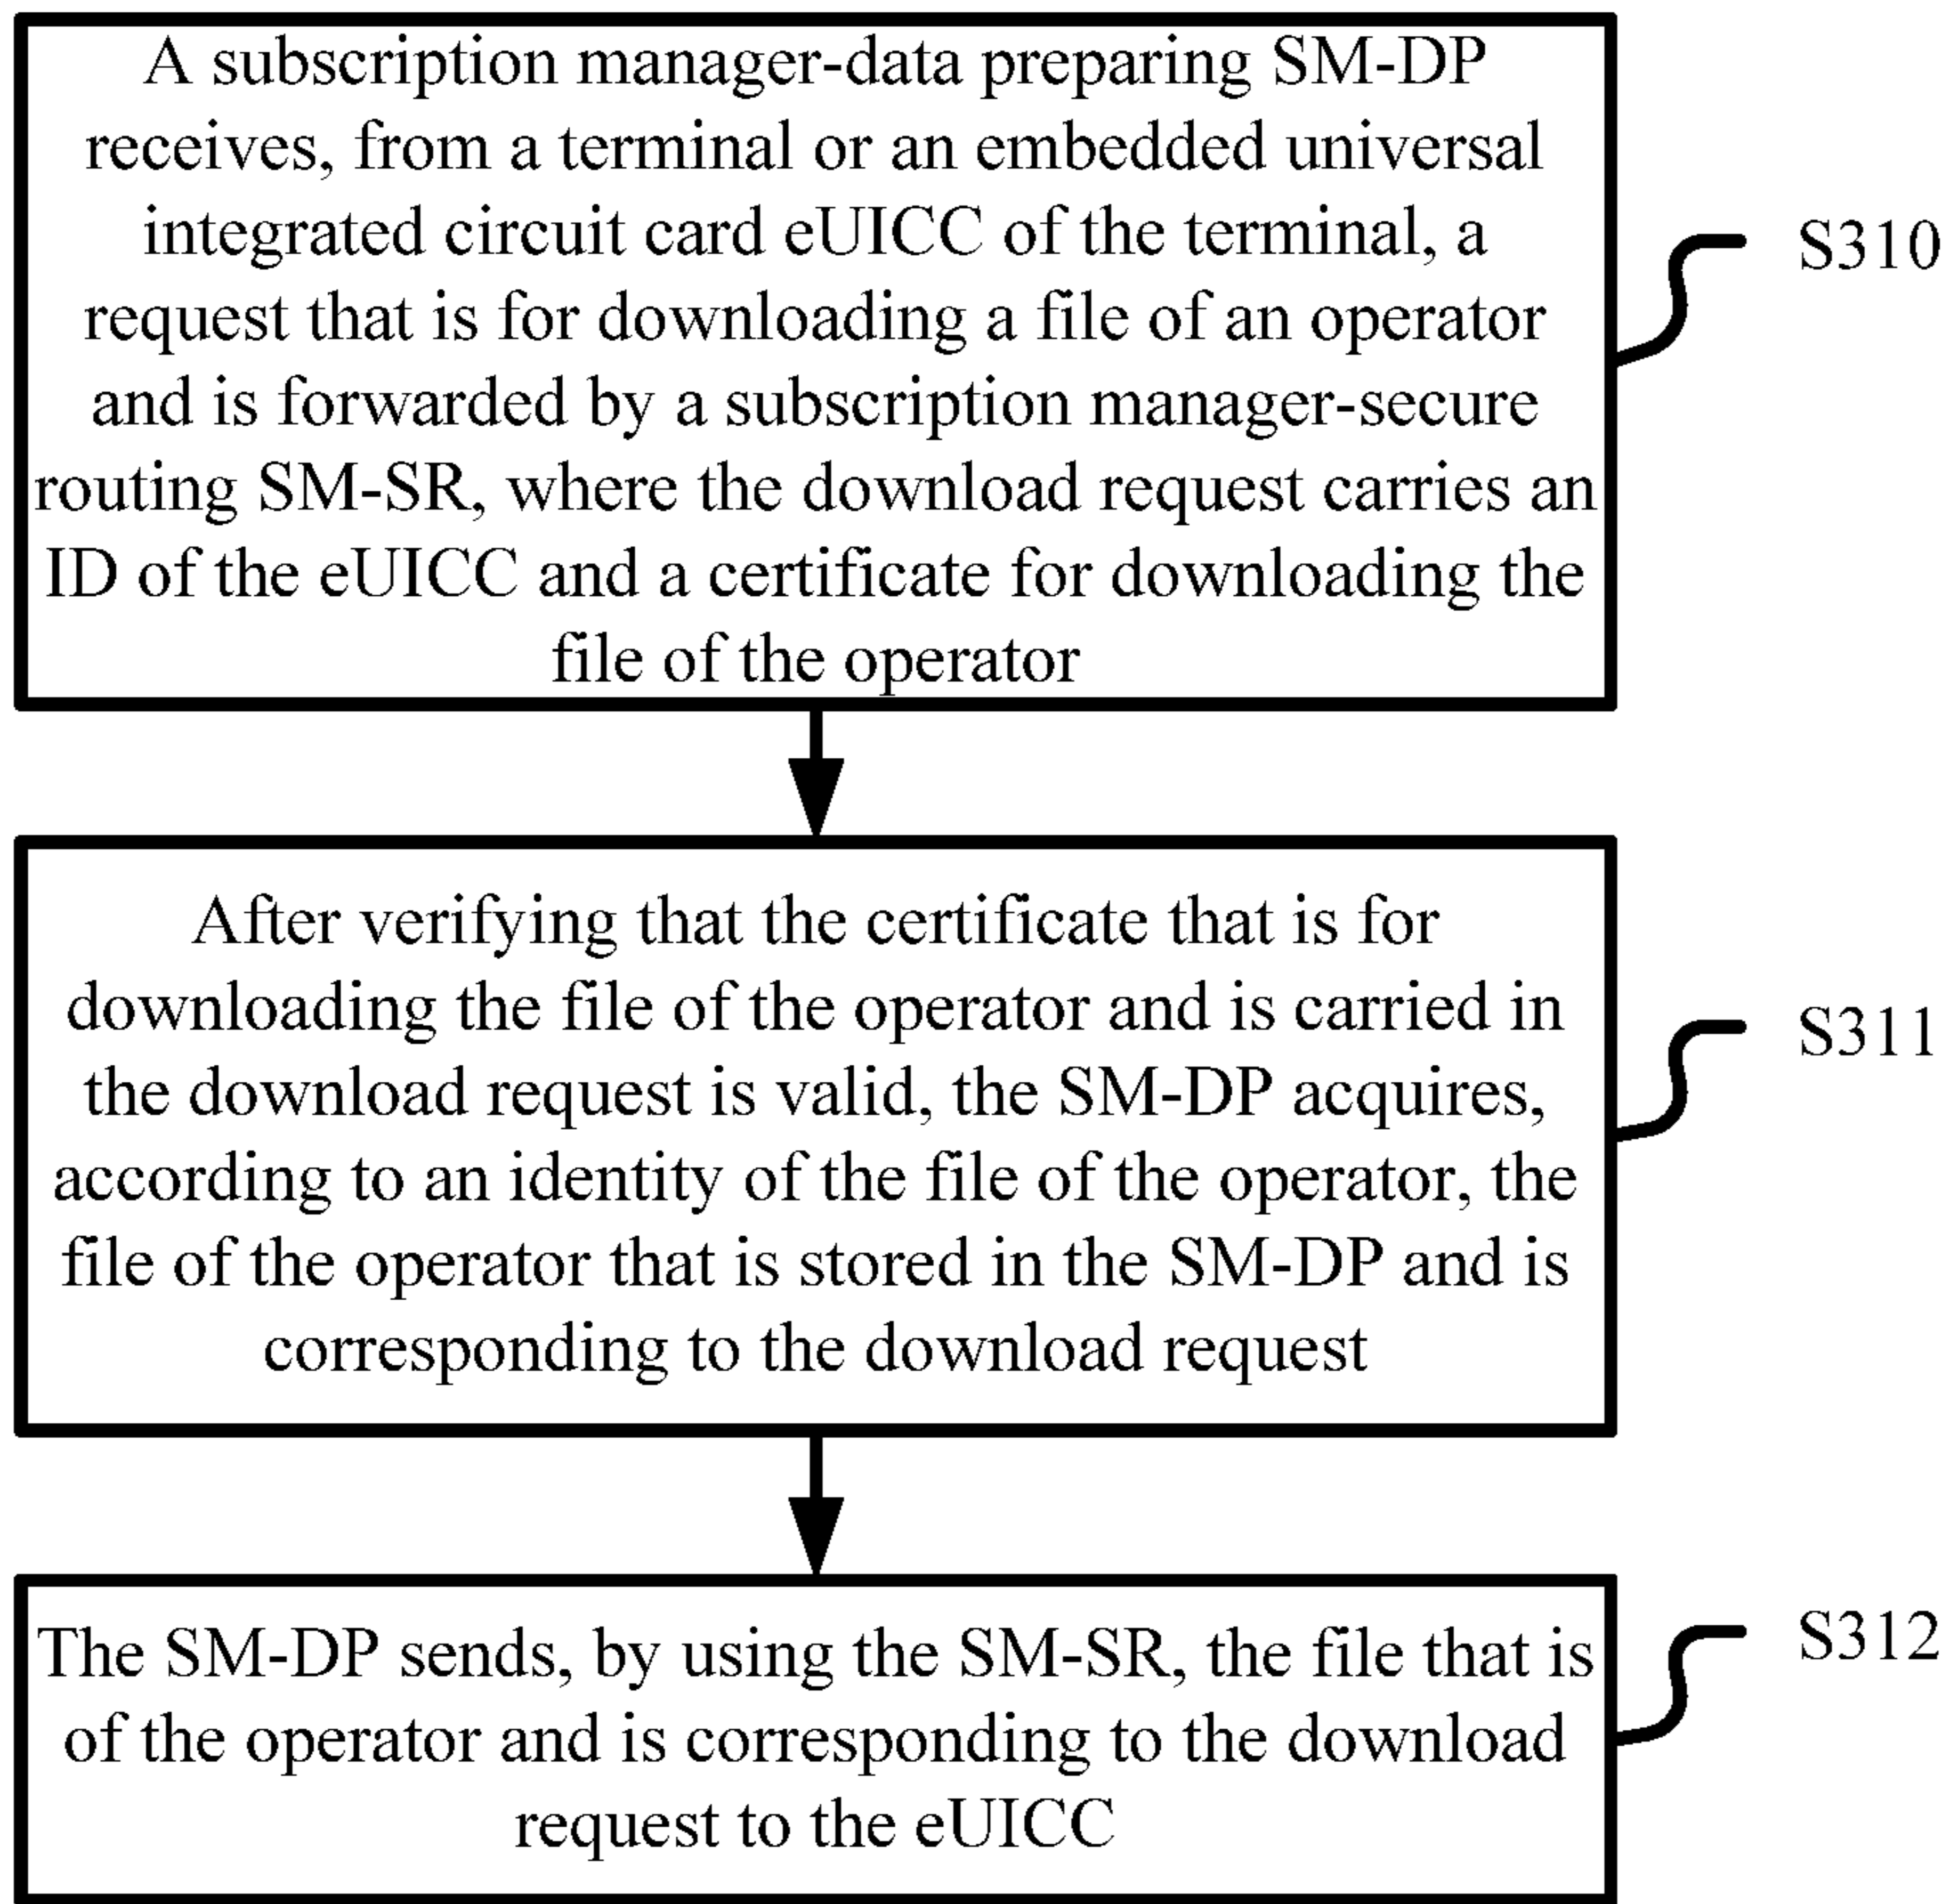 A subscription manager-data preparing SM-DP
receives, from a terminal or an embedded universal
integrated circuit card eUICC of the terminal, a
request that is for downloading a file of an operator
and is forwarded by a subscription manager-secure
routing SM-SR, where the download request carries an
ID of the eUICC and a certificate for downloading the
file of the operator
S310
After verifying that the certificate that is for
downloading the file of the operator and is carried in
the download request is valid, the SM-DP acquires,
according to an identity of the file of the operator, the
file of the operator that is stored in the SM-DP and is
corresponding to the download request
S311
The SM-DP sends, by using the SM-SR, the file that is
of the operator and is corresponding to the download
request to the eUICC
S312